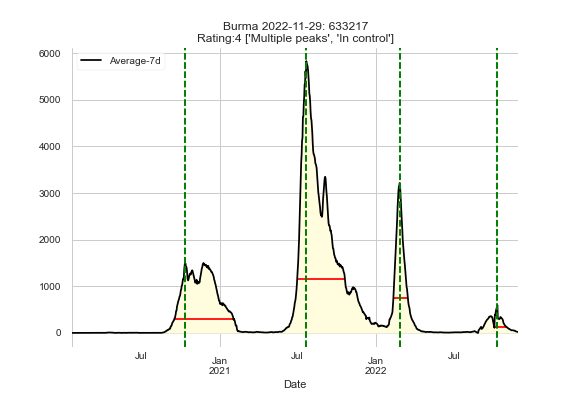 Burma 2022-11-29: 633217
Rating:4 ['Multiple peaks', 'In control']
Average-7d
6000
5000
4000
3000
2000
1000
0
Jul
Jan
2021
Jul
Jan
2022
Jul
Date